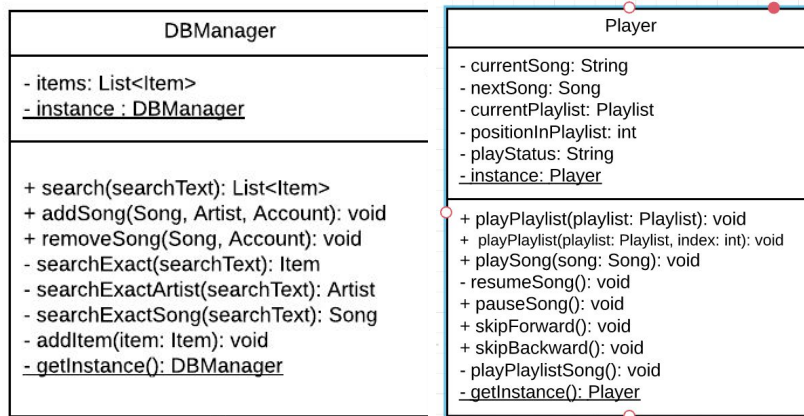 DBManager
- items: List<Item>
- instance : DBManager
+ search(searchText): List<Item>
+ addSong(Song, Artist, Account): void
+ removeSong(Song, Account): void
- searchExact(searchText): Item
- searchExactArtist(searchText): Artist
- searchExactSong(searchText): Song
- addItem(item: Item): void
- getInstance(): DBManager
Player
- currentSong: String
- nextSong: Song
- currentPlaylist: Playlist
- positionInPlaylist: int
- playStatus: String
- instance: Player
+ playPlaylist(playlist: Playlist): void
+ playPlaylist(playlist: Playlist, index: int): void
+ playSong(song: Song): void
- resumeSong(): void
+ pauseSong(): void
+ skipForward(): void
+ skipBackward(): void
- playPlaylistSong(): void
- getInstance(): Player